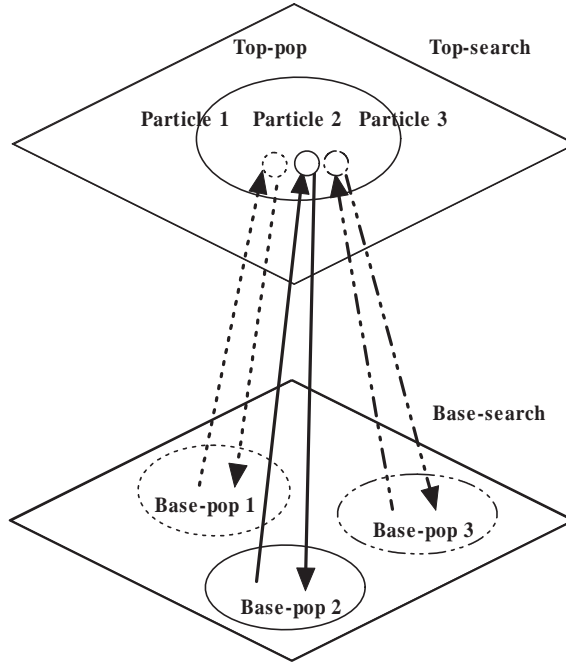 Top-pop Top-search
Particle 1 Particle 2 Particle 3
Base-search
Base-pop 1
Base-pop 3
Base-pop 2